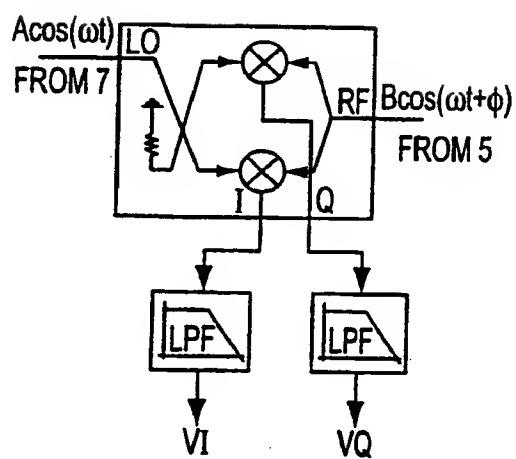 Acos(ωt)
LO
FROM 7
RF
Bcos(ωt+ϕ)
FROM 5
I
Q
LPF
LPF
VI
VQ